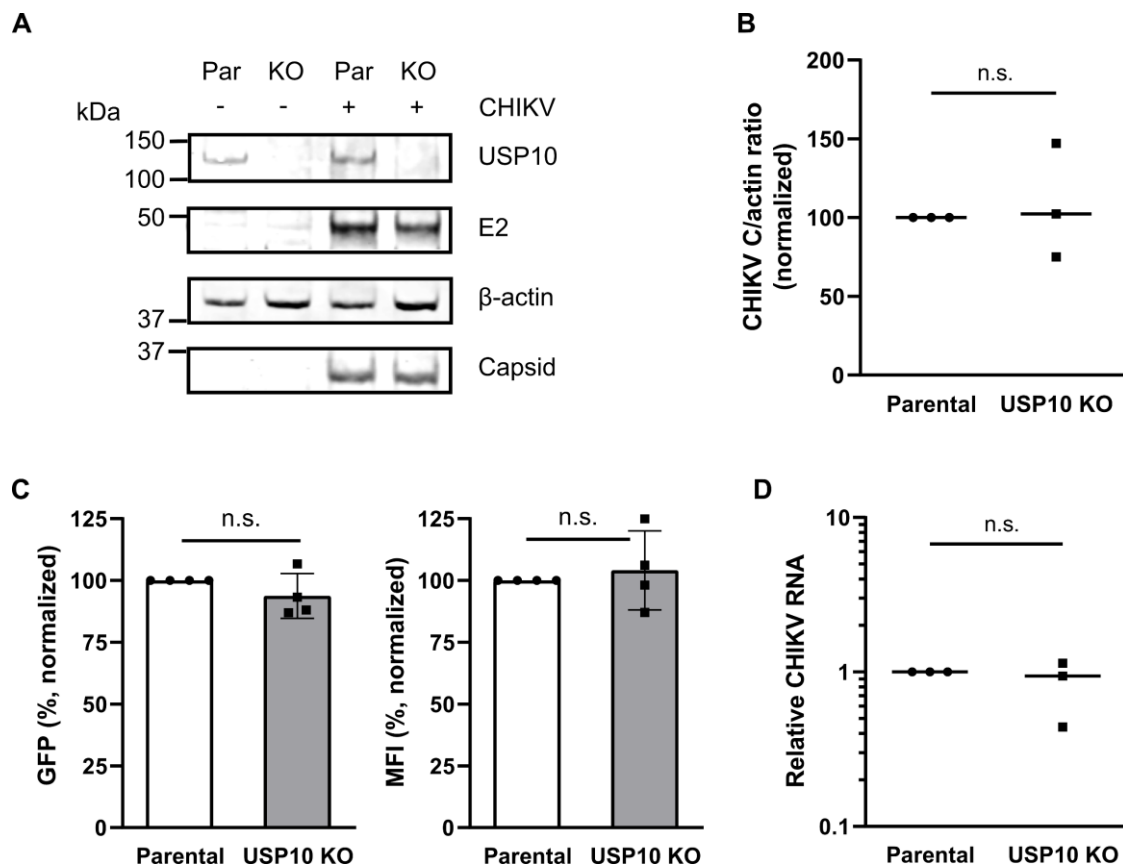 A
Par KO Par KO
kDa - - + + CHIKV
150
100
USP10
50
E2
β-actin
37
37
Capsid
B
200
150
100
50
0
CHIKV C/actin ratio
(normalized)
n.s.
Parental USP10 KO
C
125
100
75
50
25
0
GFP (%, normalized)
n.s.
Parental USP10 KO
125
100
75
50
25
0
MFI (%, normalized)
n.s.
Parental USP10 KO
D
10
1
0.1
Relative CHIKV RNA
n.s.
Parental USP10 KO